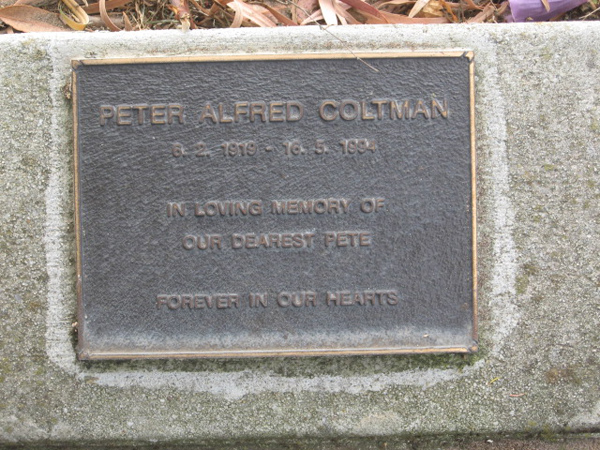 PETER ALFRED COLTMAN
8. 2. 1919 - 16. 5. 1994
IN LOVING MEMORY OF
OUR DEAREST PETE
FOREVER IN OUR HEARTS